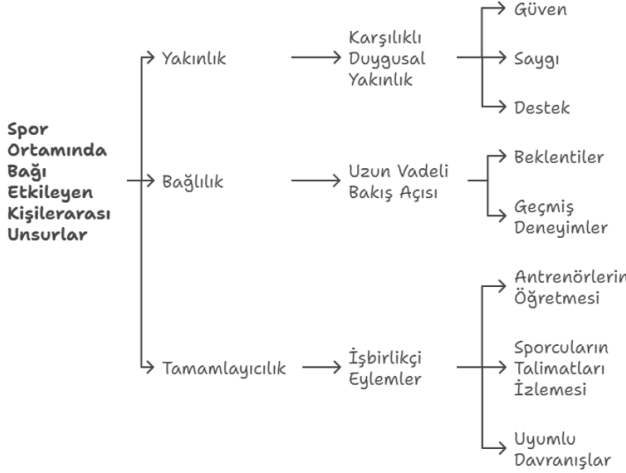 Spor
Ortamında
Bağı
Etkileyen
Kişilerarası
Unsurlar
Yakınlık
Karşılıklı
Duygusal
Yakınlık
Güven
Saygı
Destek
Bağlılık
Uzun Vadeli
Bakış Açısı
Beklentiler
Geçmiş
Deneyimler
Tamamlayıcılık
İşbirlikçi
Eylemler
Antrenörlerin
Öğretmesi
Sporcuların
Talimatları
İzlemesi
Uyumlu
Davranışlar